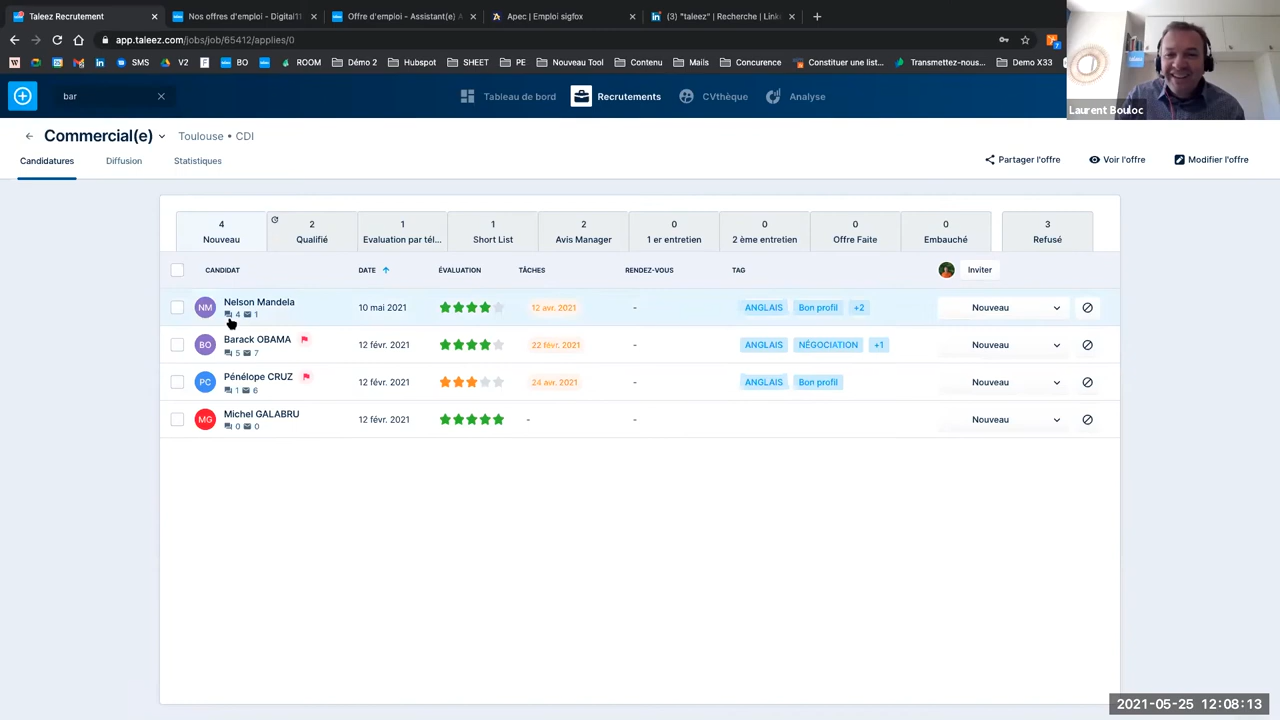 Taleez Recrutement
Nos offres d'emploi - Digital11
Offre d'emploi - Assistant(e) A
Apec | Emploi sigfox
(3) "taleez" | Recherche | Link
app.taleez.com/jobs/job/65412/applies/0
SMS V2 F BO ROOM Démo 2 Hubspot PE Nouveau Tool Contenu Mails Concurence Constituer une list... Transmettez-nous... Demo X33
bar
Tableau de bord Recrutements CVthèque Analyse
Laurent Bouloc
Commercial(e) Toulouse • CDI
Candidatures Diffusion Statistiques
Partager l'offre Voir l'offre Modifier l'offre
4 2 1 1 2 0 0 0 0 3
Nouveau Qualifié Evaluation par tél... Short List Avis Manager 1 er entretien 2 ème entretien Offre Faite Embauché Refusé
CANDIDAT DATE ÉVALUATION TÂCHES RENDEZ-VOUS TAG Inviter
NM Nelson Mandela 10 mai 2021 12 avr. 2021 - ANGLAIS Bon profil +2 Nouveau
4 1
BO Barack OBAMA 12 févr. 2021 22 févr. 2021 - ANGLAIS NÉGOCIATION +1 Nouveau
5 7
PC Pénélope CRUZ 12 févr. 2021 24 avr. 2021 - ANGLAIS Bon profil Nouveau
1 6
MG Michel GALABRU 12 févr. 2021 - - Nouveau
0 0
2021-05-25 12:08:13